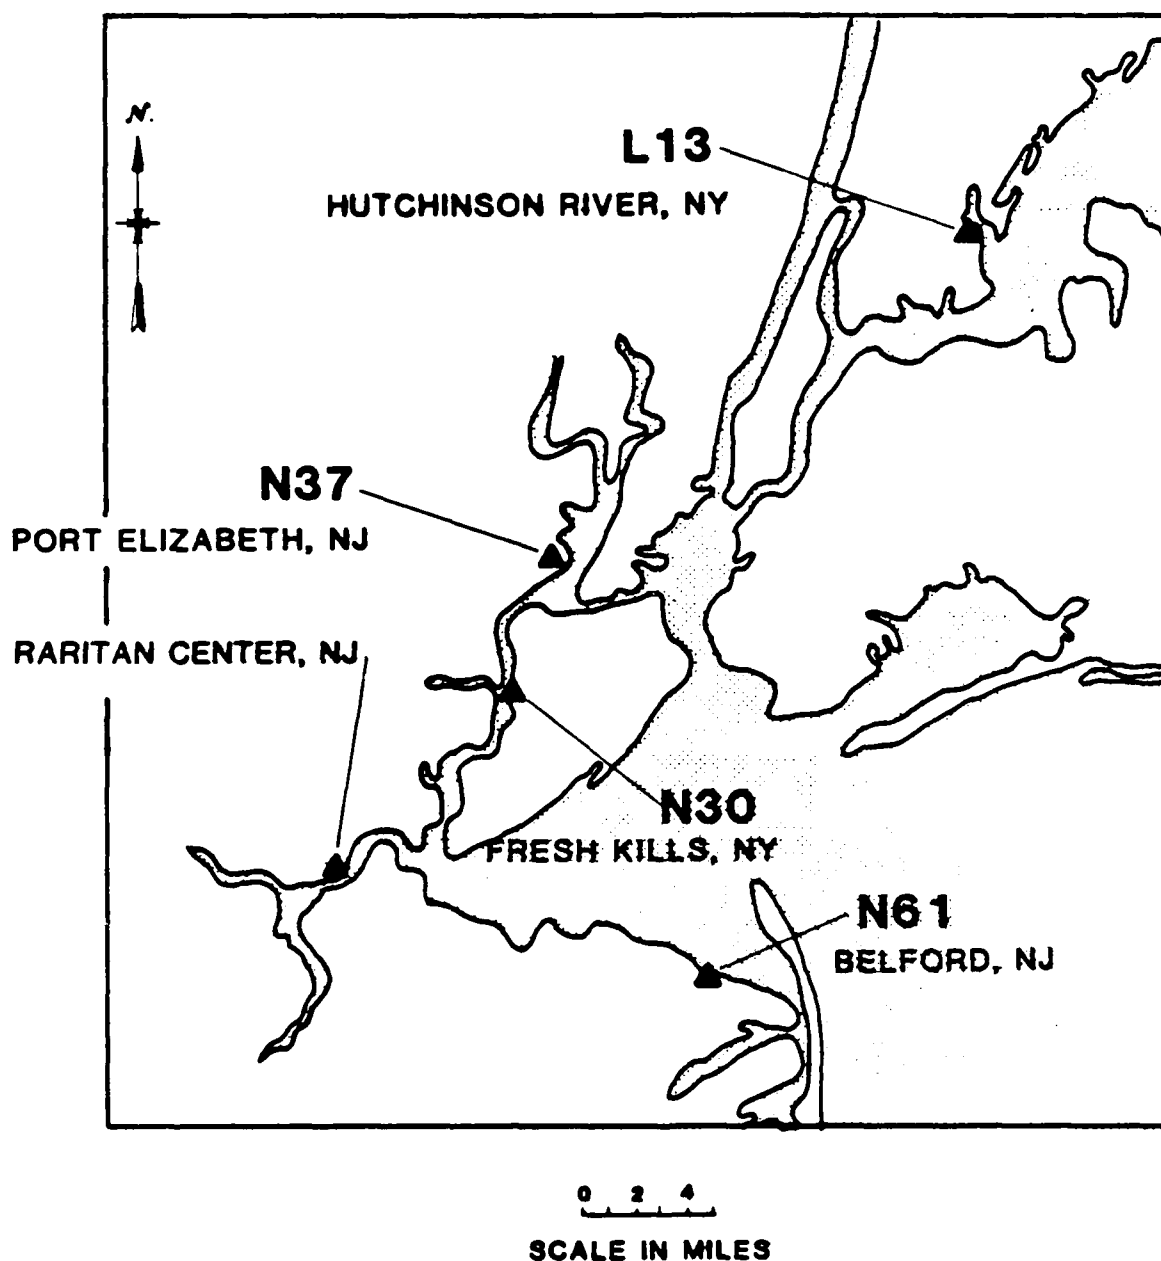 N.
L13
HUTCHINSON RIVER, NY
N37
PORT ELIZABETH, NJ
RARITAN CENTER, NJ
N30
FRESH KILLS, NY
N61
BELFORD, NJ
0 2 4
SCALE IN MILES